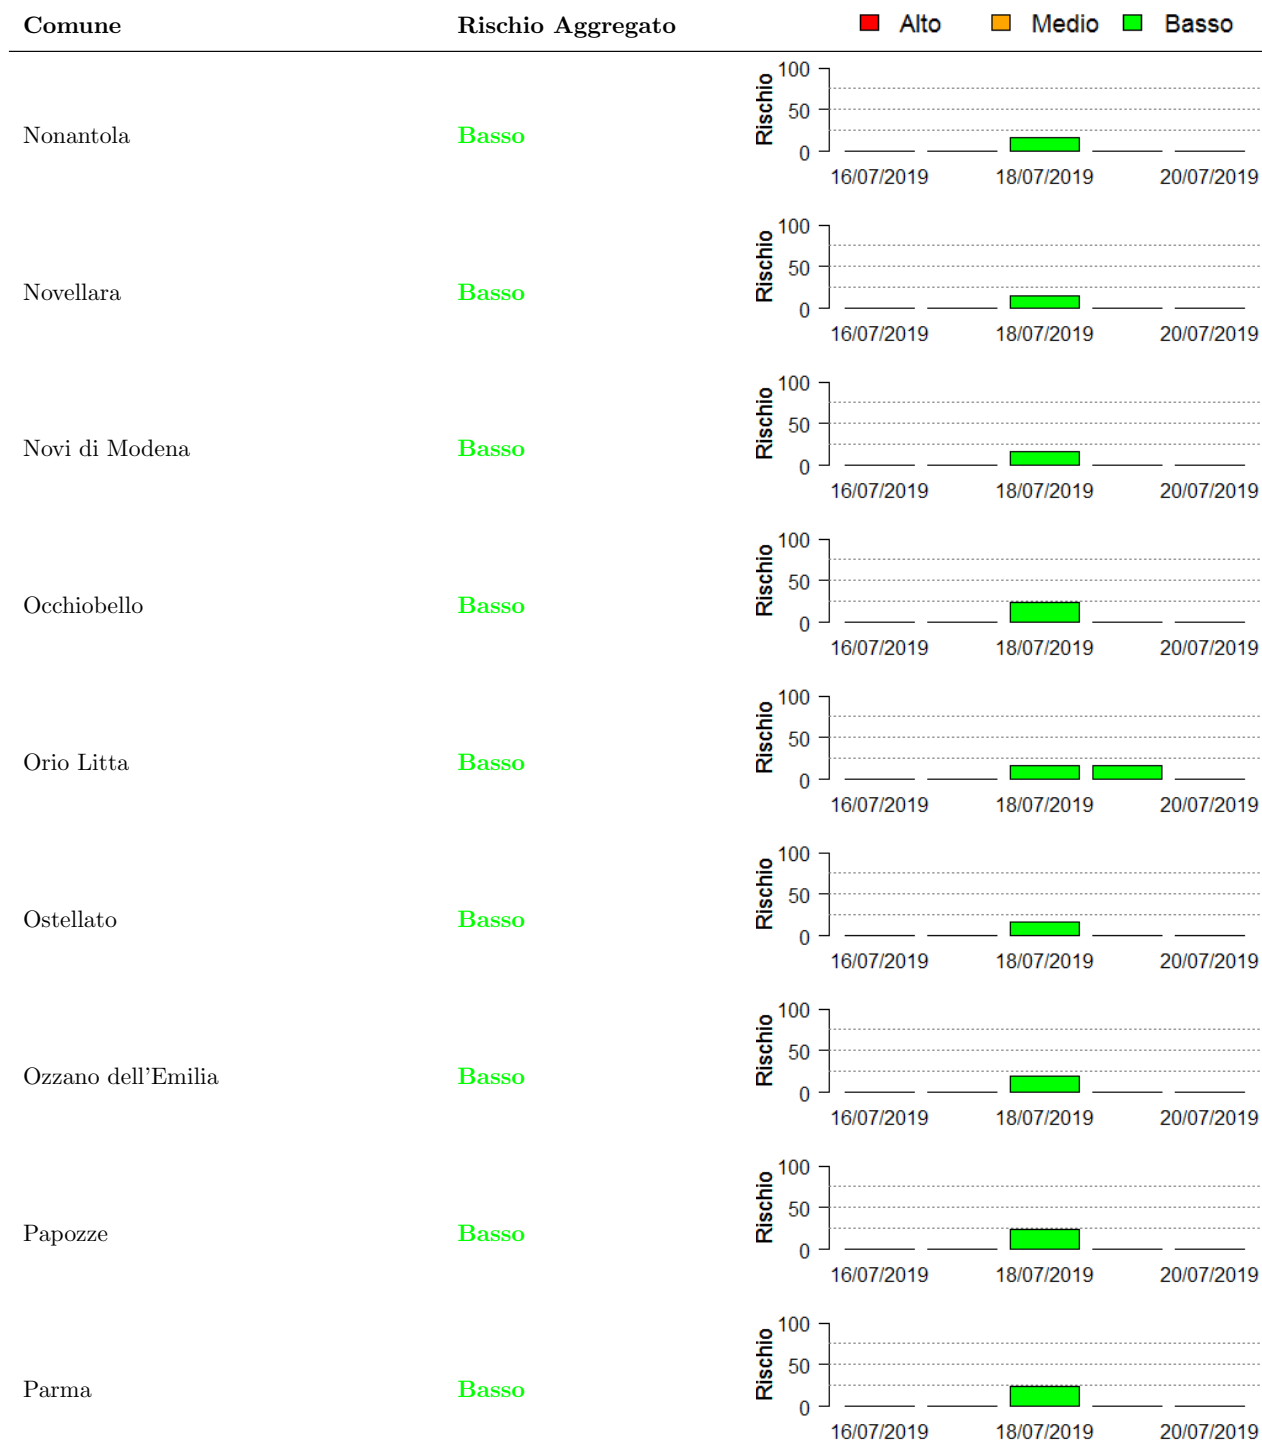 Comune Rischio Aggregato Alto Medio Basso
100
50
0
Rischio
Nonantola Basso
16/07/2019 18/07/2019 20/07/2019
100
50
0
Rischio
Novellara Basso
16/07/2019 18/07/2019 20/07/2019
100
50
0
Rischio
Novi di Modena Basso
16/07/2019 18/07/2019 20/07/2019
100
50
0
Rischio
Occhiobello Basso
16/07/2019 18/07/2019 20/07/2019
100
50
0
Rischio
Orio Litta Basso
16/07/2019 18/07/2019 20/07/2019
100
50
0
Rischio
Ostellato Basso
16/07/2019 18/07/2019 20/07/2019
100
50
0
Rischio
Ozzano dell'Emilia Basso
16/07/2019 18/07/2019 20/07/2019
100
50
0
Rischio
Papozze Basso
16/07/2019 18/07/2019 20/07/2019
100
50
0
Rischio
Parma Basso
16/07/2019 18/07/2019 20/07/2019